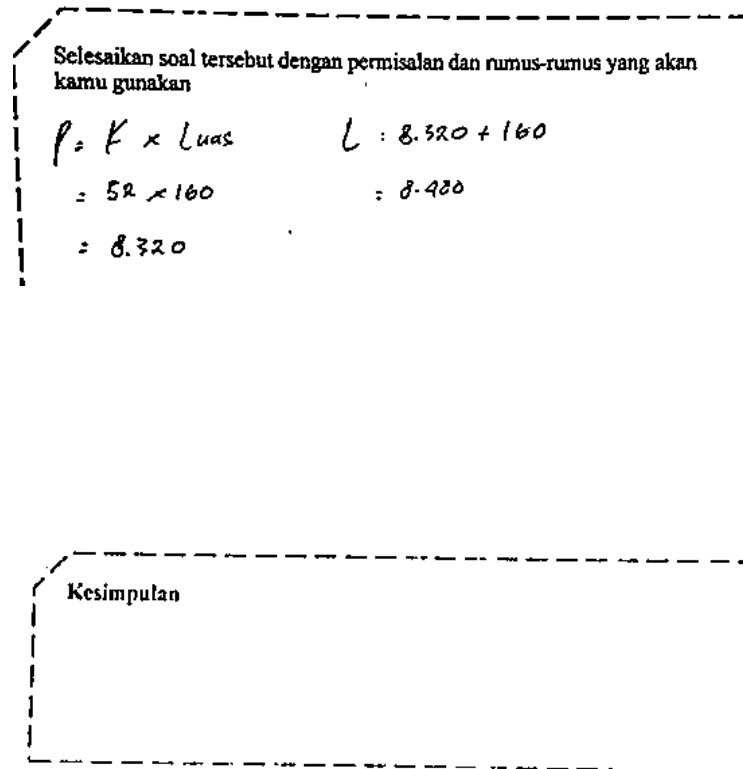 Selesaikan soal tersebut dengan permisalan dan rumus-rumus yang akan
kamu gunakan
P = K × Luas
= 52 × 160
= 8.320
L : 8.320 + 160
= 8.480
Kesimpulan